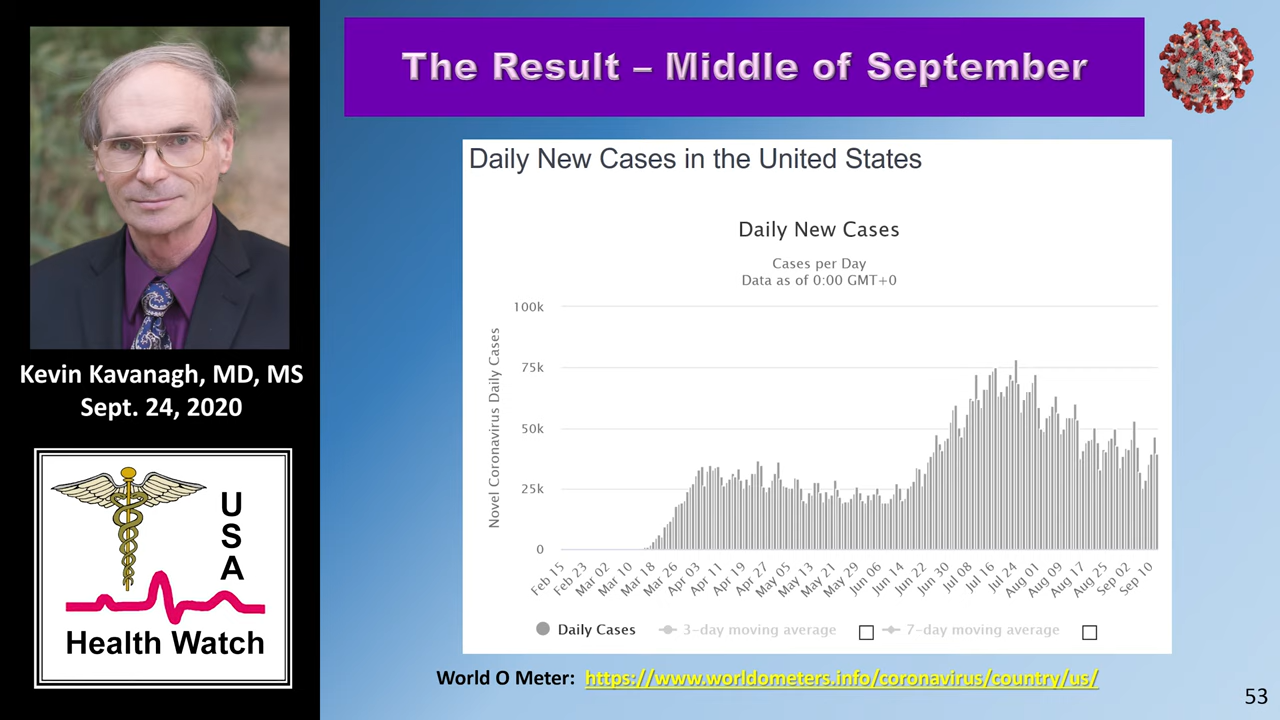 The Result – Middle of September
Kevin Kavanagh, MD, MS
Sept. 24, 2020
USA
Health Watch
Daily New Cases in the United States
Daily New Cases
Cases per Day
Data as of 0:00 GMT+0
Novel Coronavirus Daily Cases
100k
75k
50k
25k
0
Feb 15
Feb 23
Mar 02
Mar 10
Mar 18
Mar 26
Apr 03
Apr 11
Apr 19
Apr 27
May 05
May 13
May 21
May 29
Jun 06
Jun 14
Jun 22
Jun 30
Jul 08
Jul 16
Jul 24
Aug 01
Aug 09
Aug 17
Aug 25
Sep 02
Sep 10
Daily Cases
3-day moving average
7-day moving average
World O Meter: https://www.worldometers.info/coronavirus/country/us/
53